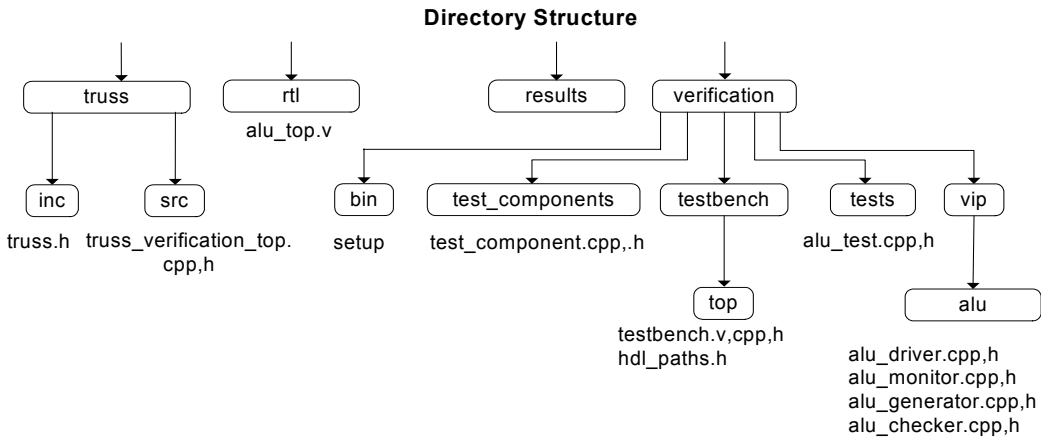 Directory Structure
truss
rtl
results
verification
alu_top.v
inc
src
bin
test_components
testbench
tests
vip
truss.h
truss_verification_top.
cpp,h
setup
test_component.cpp,.h
alu_test.cpp,h
top
alu
testbench.v,cpp,h
hdl_paths.h
alu_driver.cpp,h
alu_monitor.cpp,h
alu_generator.cpp,h
alu_checker.cpp,h